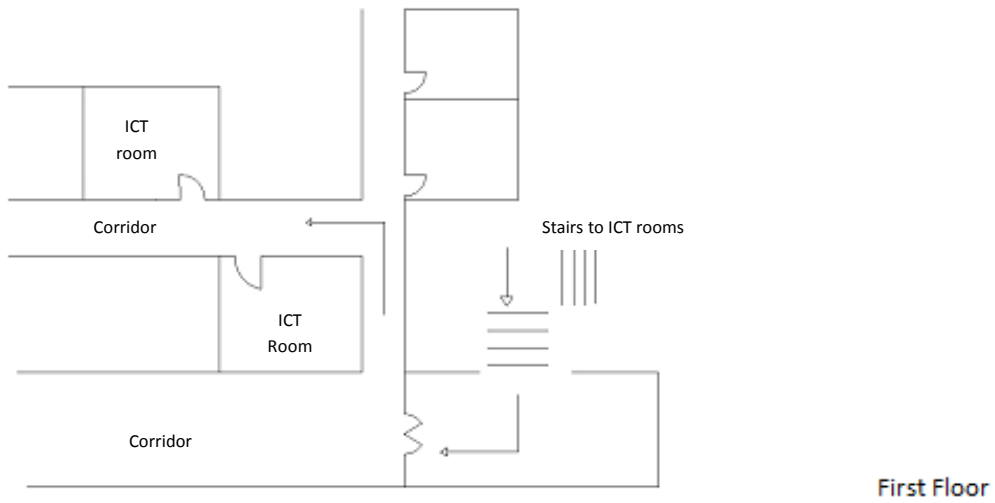 ICT
room
Corridor
Stairs to ICT rooms
ICT
Room
Corridor
First Floor